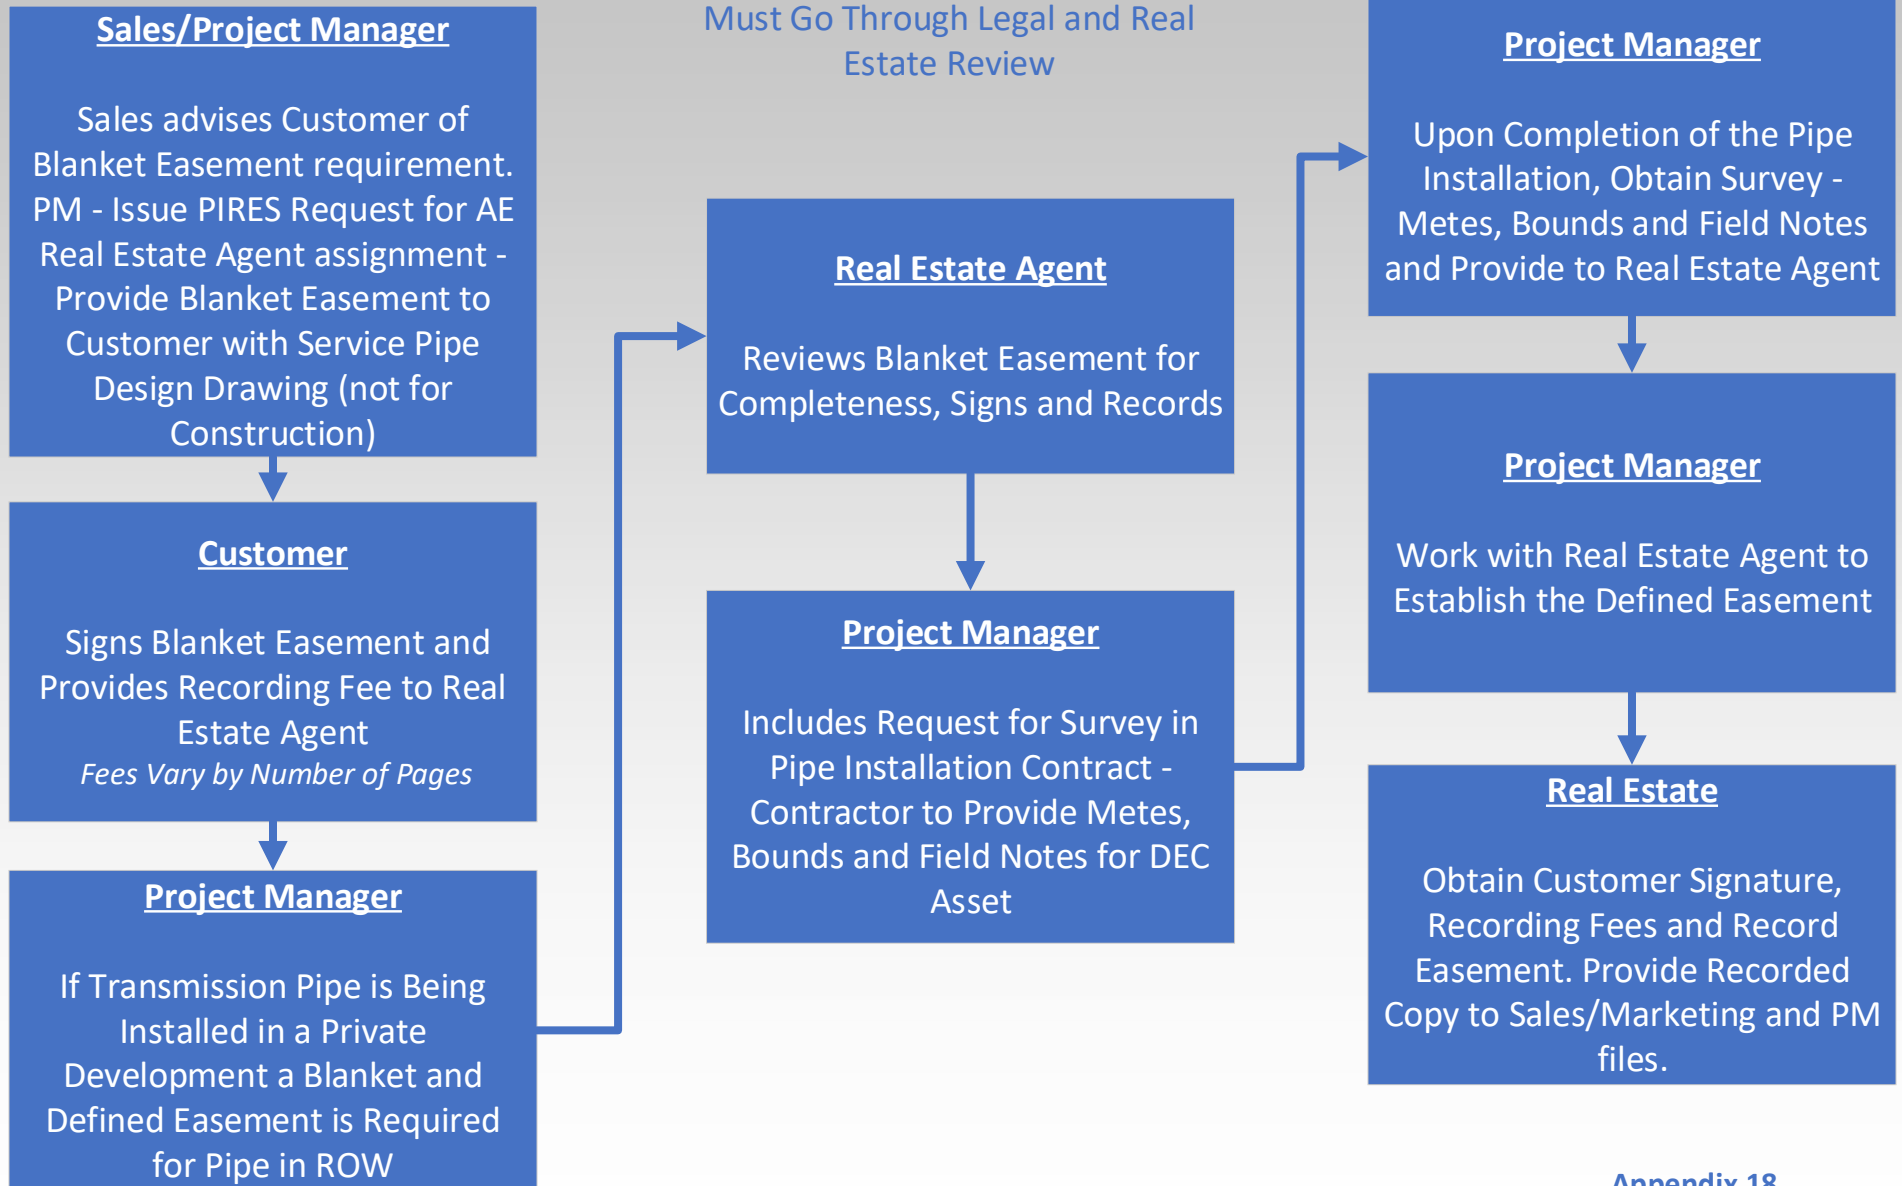 Sales/Project Manager
Sales advises Customer of
Blanket Easement requirement.
PM - Issue PIRES Request for AE
Real Estate Agent assignment -
Provide Blanket Easement to
Customer with Service Pipe
Design Drawing (not for
Construction)
Customer
Signs Blanket Easement and
Provides Recording Fee to Real
Estate Agent
Fees Vary by Number of Pages
Project Manager
If Transmission Pipe is Being
Installed in a Private
Development a Blanket and
Defined Easement is Required
for Pipe in ROW
Must Go Through Legal and Real
Estate Review
Real Estate Agent
Reviews Blanket Easement for
Completeness, Signs and Records
Project Manager
Includes Request for Survey in
Pipe Installation Contract -
Contractor to Provide Metes,
Bounds and Field Notes for DEC
Asset
Project Manager
Upon Completion of the Pipe
Installation, Obtain Survey -
Metes, Bounds and Field Notes
and Provide to Real Estate Agent
Project Manager
Work with Real Estate Agent to
Establish the Defined Easement
Real Estate
Obtain Customer Signature,
Recording Fees and Record
Easement. Provide Recorded
Copy to Sales/Marketing and PM
files.
Appendix 18